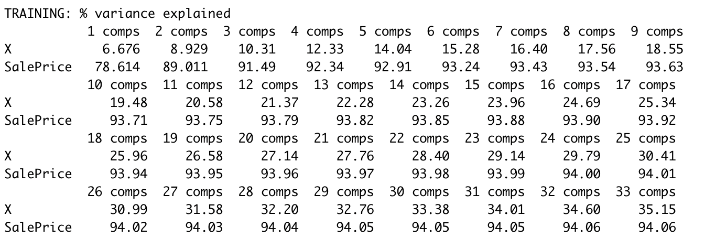 TRAINING: % variance explained
1 comps 2 comps 3 comps 4 comps 5 comps 6 comps 7 comps 8 comps 9 comps
X 6.676 8.929 10.31 12.33 14.04 15.28 16.40 17.56 18.55
SalePrice 78.614 89.011 91.49 92.34 92.91 93.24 93.43 93.54 93.63
10 comps 11 comps 12 comps 13 comps 14 comps 15 comps 16 comps 17 comps
X 19.48 20.58 21.37 22.28 23.26 23.96 24.69 25.34
SalePrice 93.71 93.75 93.79 93.82 93.85 93.88 93.90 93.92
18 comps 19 comps 20 comps 21 comps 22 comps 23 comps 24 comps 25 comps
X 25.96 26.58 27.14 27.76 28.40 29.14 29.79 30.41
SalePrice 93.94 93.95 93.96 93.97 93.98 93.99 94.00 94.01
26 comps 27 comps 28 comps 29 comps 30 comps 31 comps 32 comps 33 comps
X 30.99 31.58 32.20 32.76 33.38 34.01 34.60 35.15
SalePrice 94.02 94.03 94.04 94.05 94.05 94.05 94.06 94.06